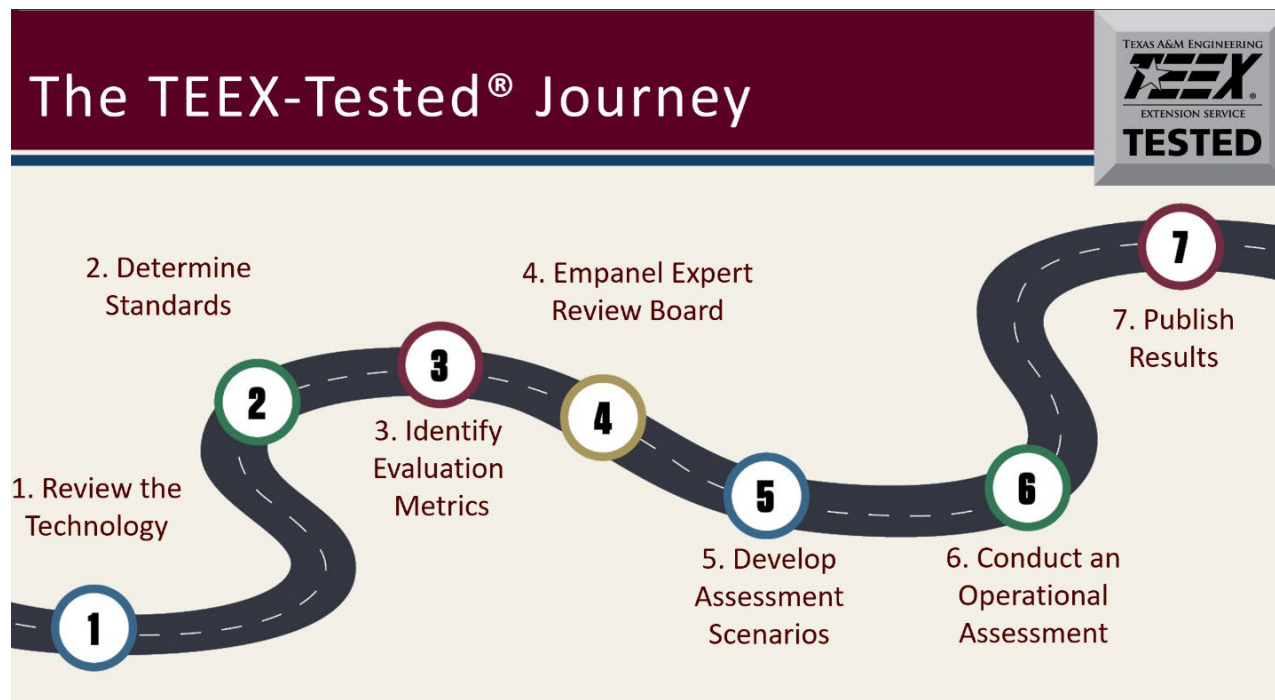 The TEEX-Tested® Journey
TEXAS A&M ENGINEERING
TEEX®
EXTENSION SERVICE
TESTED
2. Determine
Standards
4. Empanel Expert
Review Board
7
7. Publish
Results
3
2
4
3. Identify
Evaluation
Metrics
1. Review the
Technology
5
6
5. Develop
Assessment
Scenarios
6. Conduct an
Operational
Assessment
1